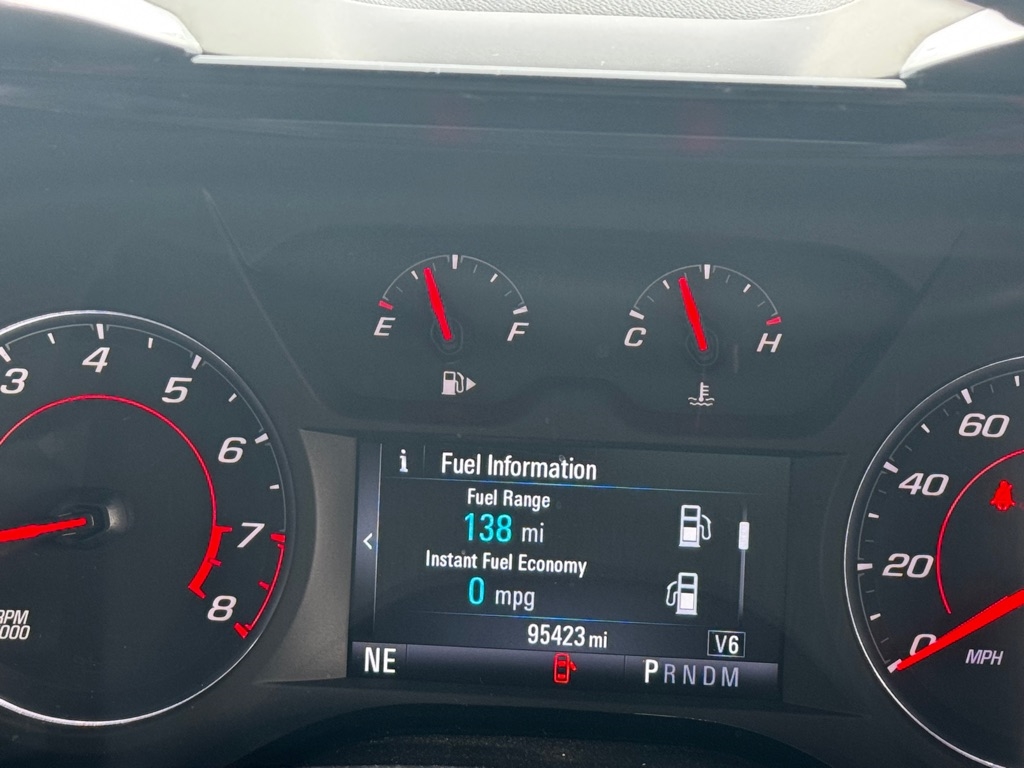 E F
C H
3 4 5 6 7 8
RPM
000
i Fuel Information
Fuel Range
138 mi
< Instant Fuel Economy
0 mpg
95423 mi
V6
NE
PRNDM
60
40
20
0
MPH